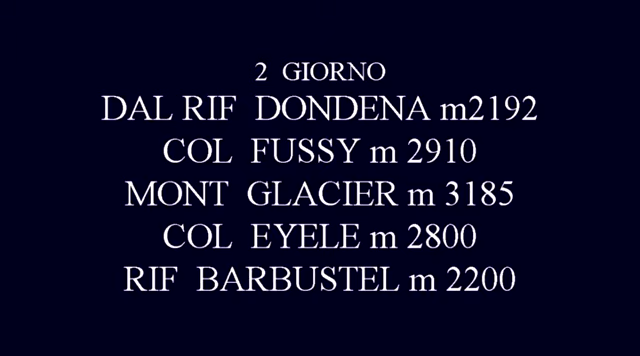 2 GIORNO
DAL RIF DONDENA m2192
COL FUSSY m 2910
MONT GLACIER m 3185
COL EYELE m 2800
RIF BARBUSTEL m 2200